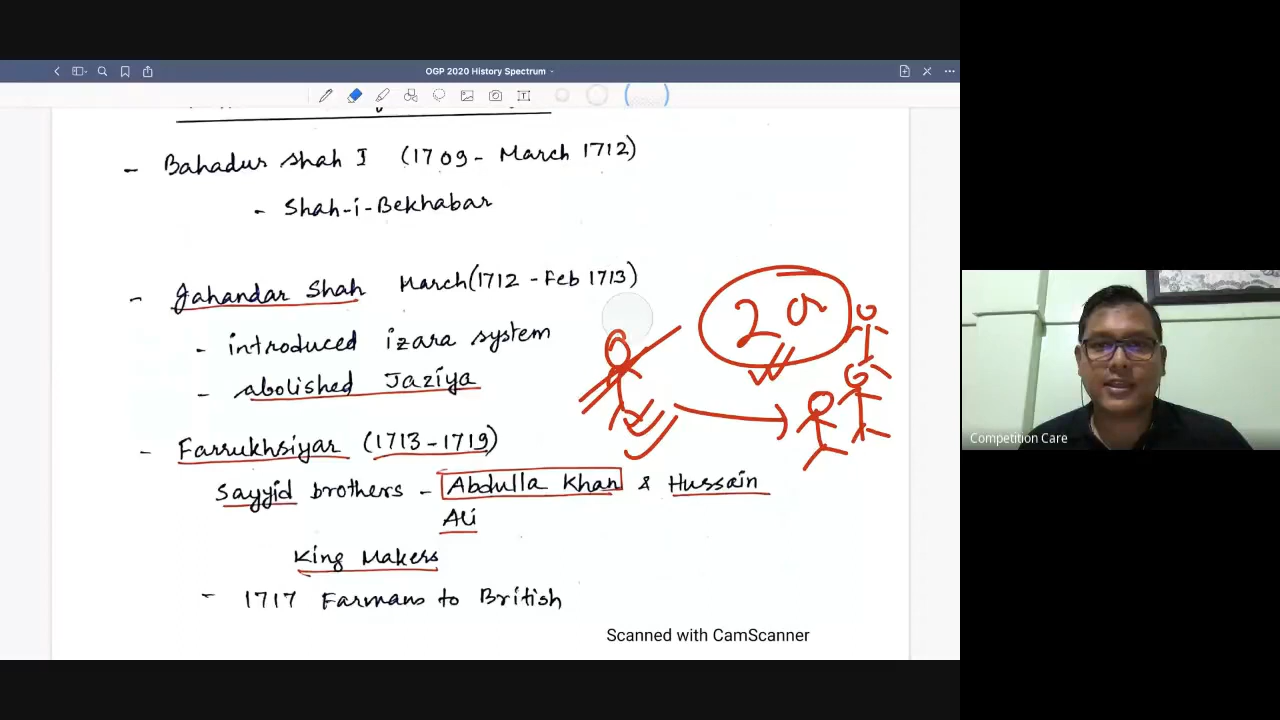 OGP 2020 History Spectrum
- Bahadur Shah I (1709 - March 1712)
- Shah-i-Bekhabar
- Jahandar Shah March(1712 - Feb 1713)
- introduced izara system
- abolished Jaziya
- Farrukhsiyar (1713 - 1719)
Sayyid brothers - Abdulla Khan & Hussain
Ali
King Makers
- 1717 Farmans to British
Scanned with CamScanner
Competition Care